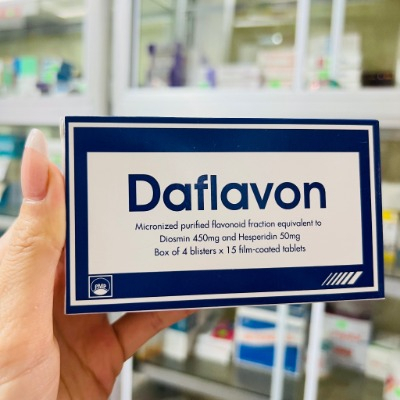 Daflavon
Micronized purified flavonoid fraction equivalent to
Diosmin 450mg and Hesperidin 50mg
Box of 4 blisters x 15 film-coated tablets
PMP